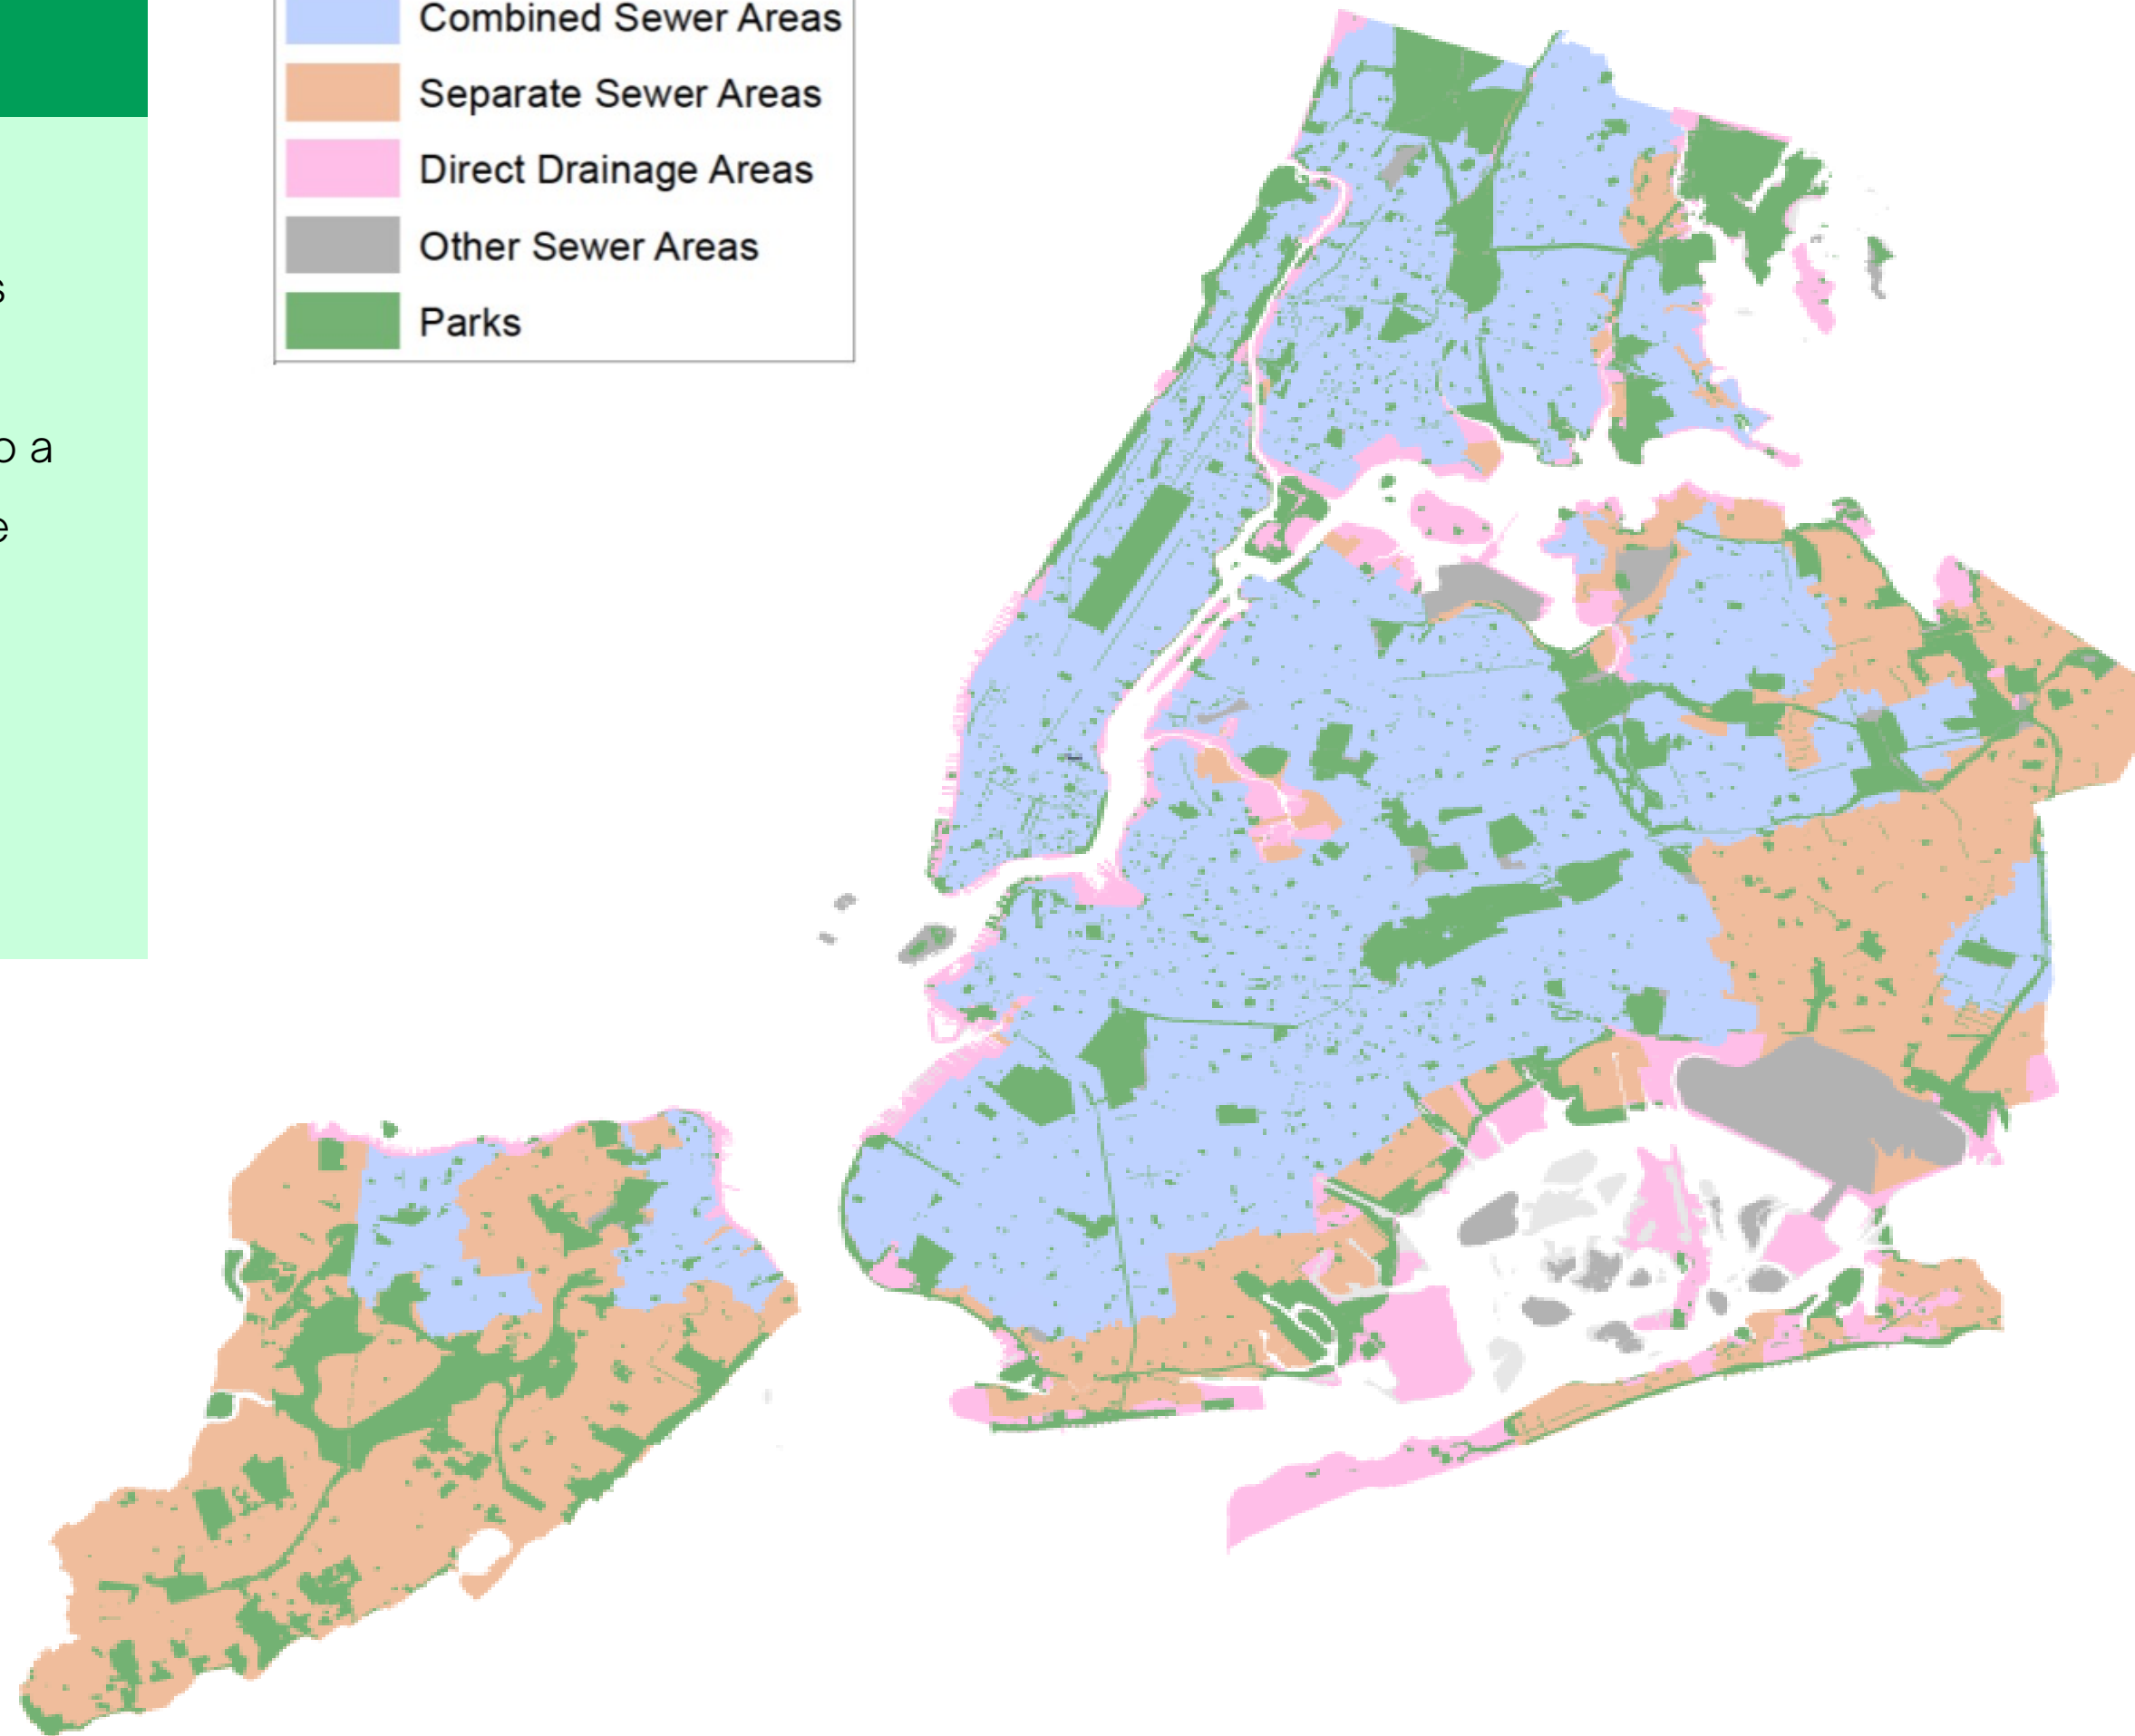 s
o a
e
Combined Sewer Areas
Separate Sewer Areas
Direct Drainage Areas
Other Sewer Areas
Parks